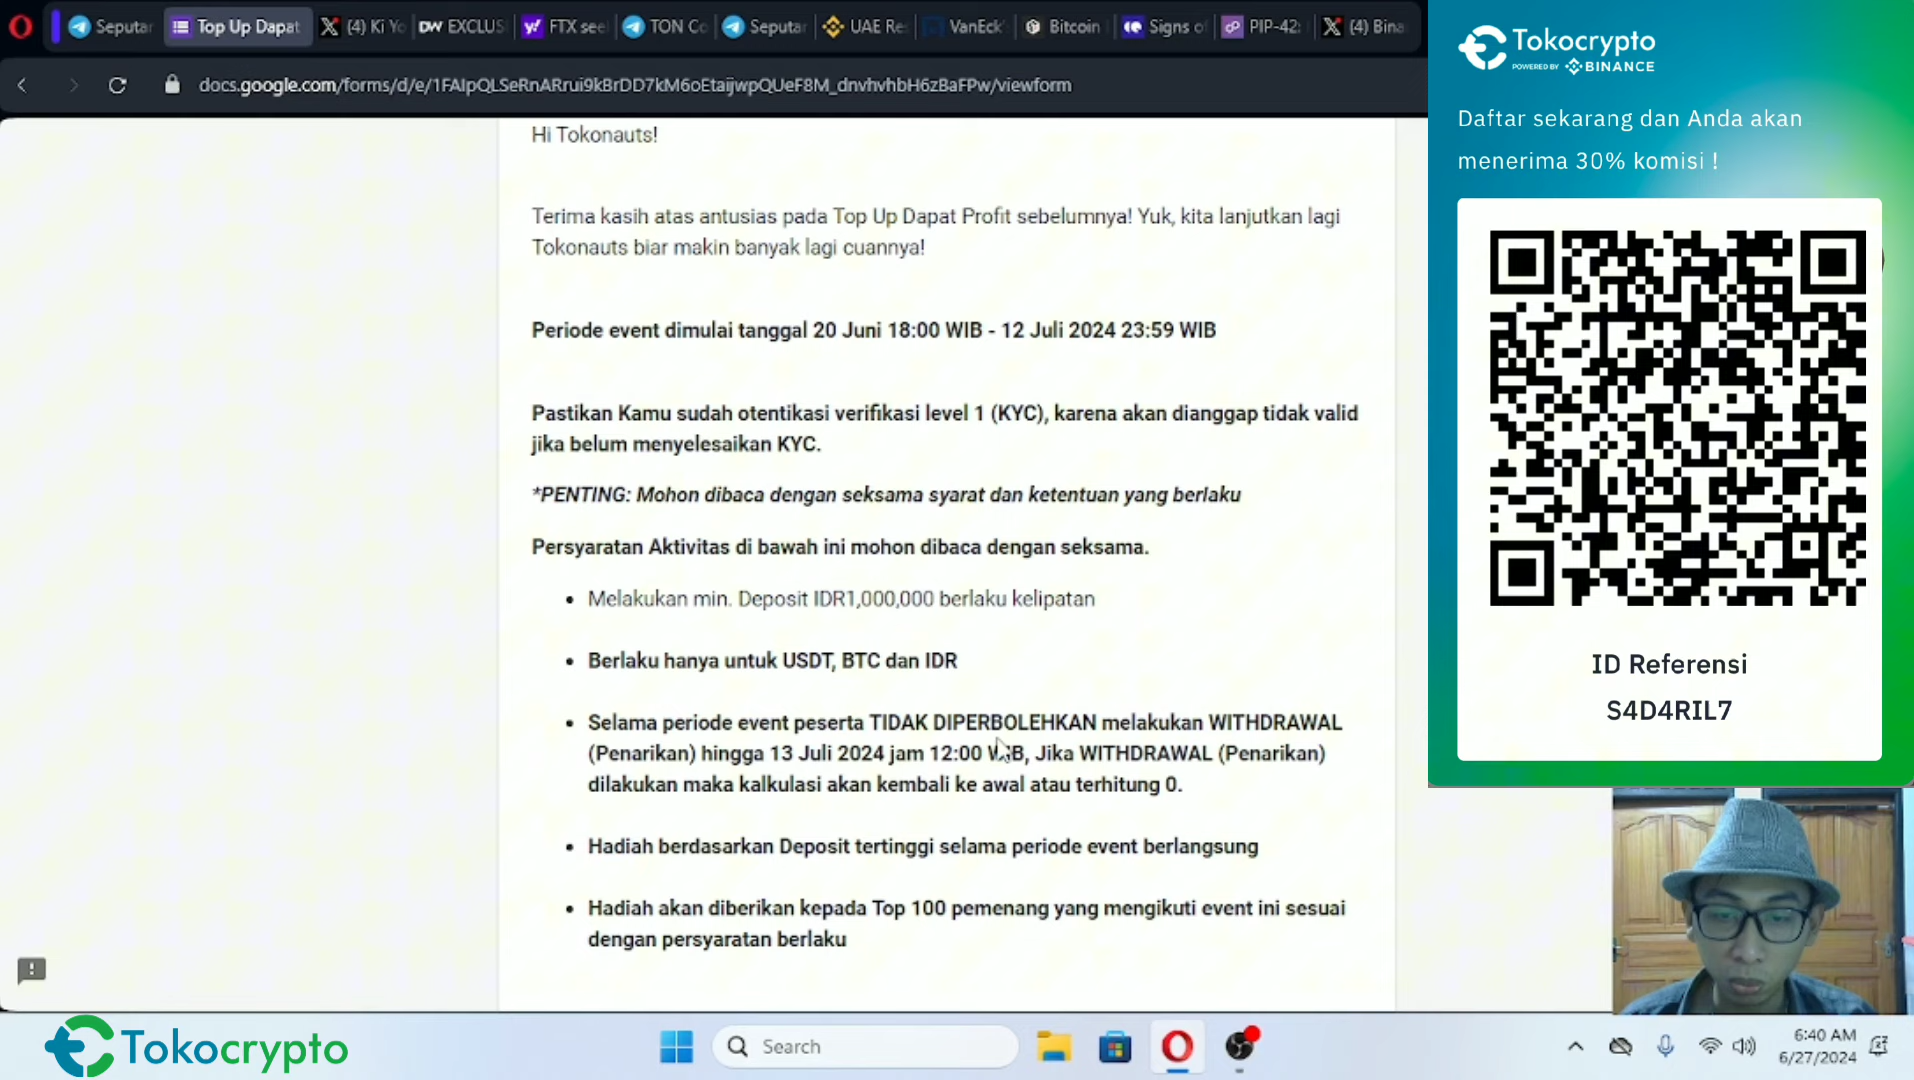 Seputar
Top Up Dapat
(4) Ki Yo
DW EXCLUS
FTX see
TON Co
Seputar
UAE Re
VanEck
Bitcoin
Signs of
PIP-42:
(4) Bina
docs.google.com/forms/d/e/1FAIpQLSeRnARrui9kBrDD7kM6oEtaijwpQUeF8M_dnvhvhbH6zBaFPw/viewform
Hi Tokonauts!
Terima kasih atas antusias pada Top Up Dapat Profit sebelumnya! Yuk, kita lanjutkan lagi
Tokonauts biar makin banyak lagi cuannya!
Periode event dimulai tanggal 20 Juni 18:00 WIB - 12 Juli 2024 23:59 WIB
Pastikan Kamu sudah otentikasi verifikasi level 1 (KYC), karena akan dianggap tidak valid
jika belum menyelesaikan KYC.
*PENTING: Mohon dibaca dengan seksama syarat dan ketentuan yang berlaku
Persyaratan Aktivitas di bawah ini mohon dibaca dengan seksama.
• Melakukan min. Deposit IDR1,000,000 berlaku kelipatan
• Berlaku hanya untuk USDT, BTC dan IDR
• Selama periode event peserta TIDAK DIPERBOLEHKAN melakukan WITHDRAWAL
(Penarikan) hingga 13 Juli 2024 jam 12:00 WIB, Jika WITHDRAWAL (Penarikan)
dilakukan maka kalkulasi akan kembali ke awal atau terhitung 0.
• Hadiah berdasarkan Deposit tertinggi selama periode event berlangsung
• Hadiah akan diberikan kepada Top 100 pemenang yang mengikuti event ini sesuai
dengan persyaratan berlaku
Tokocrypto
POWERED BY BINANCE
Daftar sekarang dan Anda akan
menerima 30% komisi !
ID Referensi
S4D4RIL7
Tokocrypto
Search
6:40 AM
6/27/2024